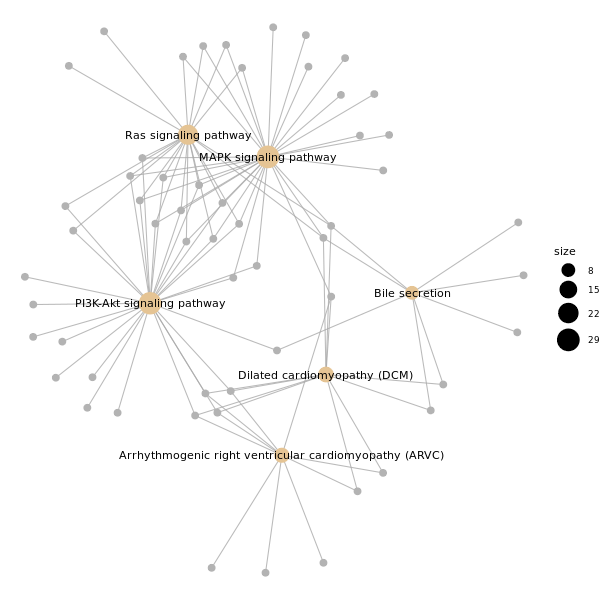 Ras signaling pathway
MAPK signaling pathway
size
8
15
22
29
Bile secretion
PI3K-Akt signaling pathway
Dilated cardiomyopathy (DCM)
Arrhythmogenic right ventricular cardiomyopathy (ARVC)